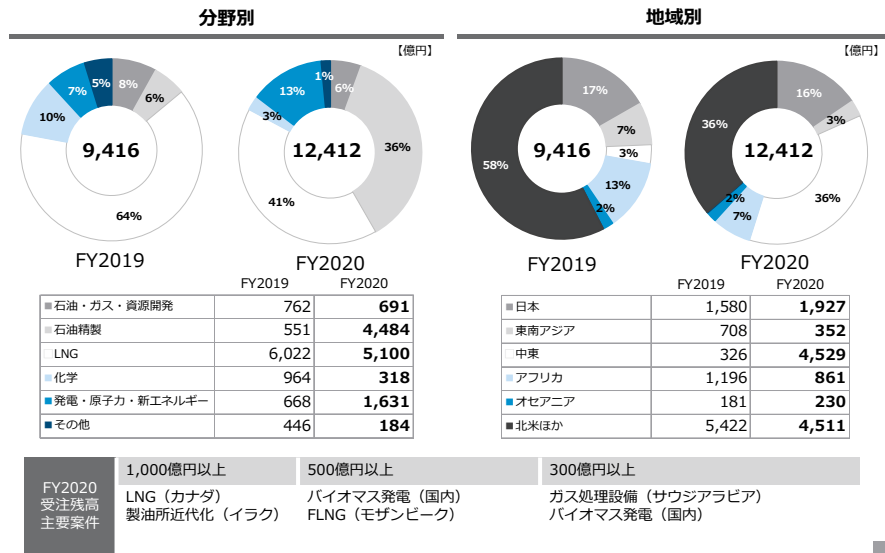 分野別
【億円】
8%
6%
64%
10%
7%
5%
9,416
FY2019
6%
36%
41%
3%
13%
1%
12,412
FY2020
FY2019 FY2020
石油・ガス・資源開発 762 691
石油精製 551 4,484
LNG 6,022 5,100
化学 964 318
発電・原子力・新エネルギー 668 1,631
その他 446 184
地域別
【億円】
17%
7%
3%
13%
2%
58%
9,416
FY2019
16%
3%
36%
7%
2%
36%
12,412
FY2020
FY2019 FY2020
日本 1,580 1,927
東南アジア 708 352
中東 326 4,529
アフリカ 1,196 861
オセアニア 181 230
北米ほか 5,422 4,511
FY2020
受注残高
主要案件
1,000億円以上
LNG（カナダ）
製油所近代化（イラク）
500億円以上
バイオマス発電（国内）
FLNG（モザンビーク）
300億円以上
ガス処理設備（サウジアラビア）
バイオマス発電（国内）